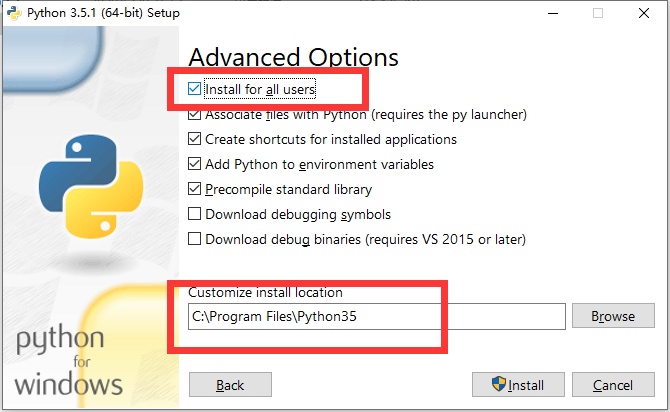 Python 3.5.1 (64-bit) Setup
Advanced Options
Install for all users
Associate files with Python (requires the py launcher)
Create shortcuts for installed applications
Add Python to environment variables
Precompile standard library
Download debugging symbols
Download debug binaries (requires VS 2015 or later)
Customize install location
C:\Program Files\Python35
Browse
python
for
windows
Back
Install
Cancel